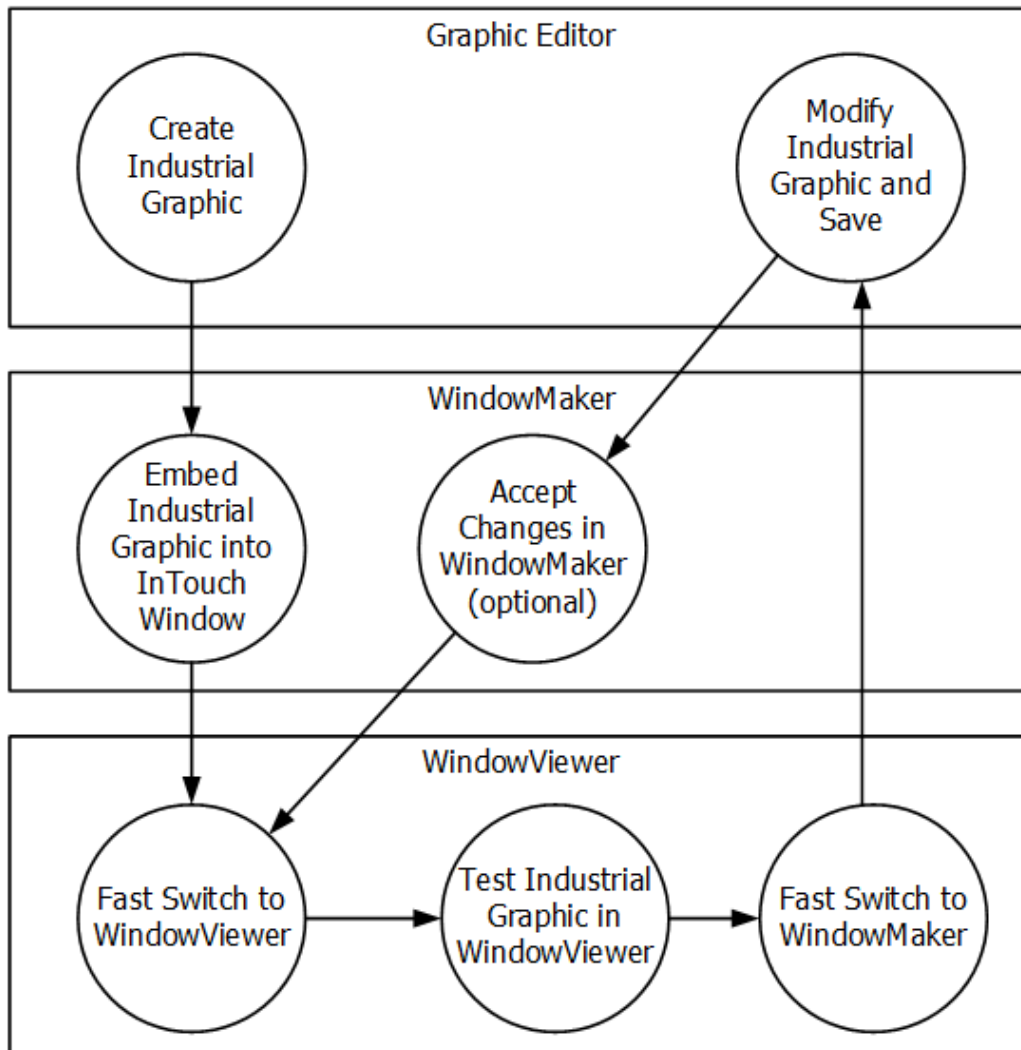 Graphic Editor
Create
Industrial
Graphic
Modify
Industrial
Graphic and
Save
WindowMaker
Embed
Industrial
Graphic into
InTouch
Window
Accept
Changes in
WindowMaker
(optional)
WindowViewer
Fast Switch to
WindowViewer
Test Industrial
Graphic in
WindowViewer
Fast Switch to
WindowMaker